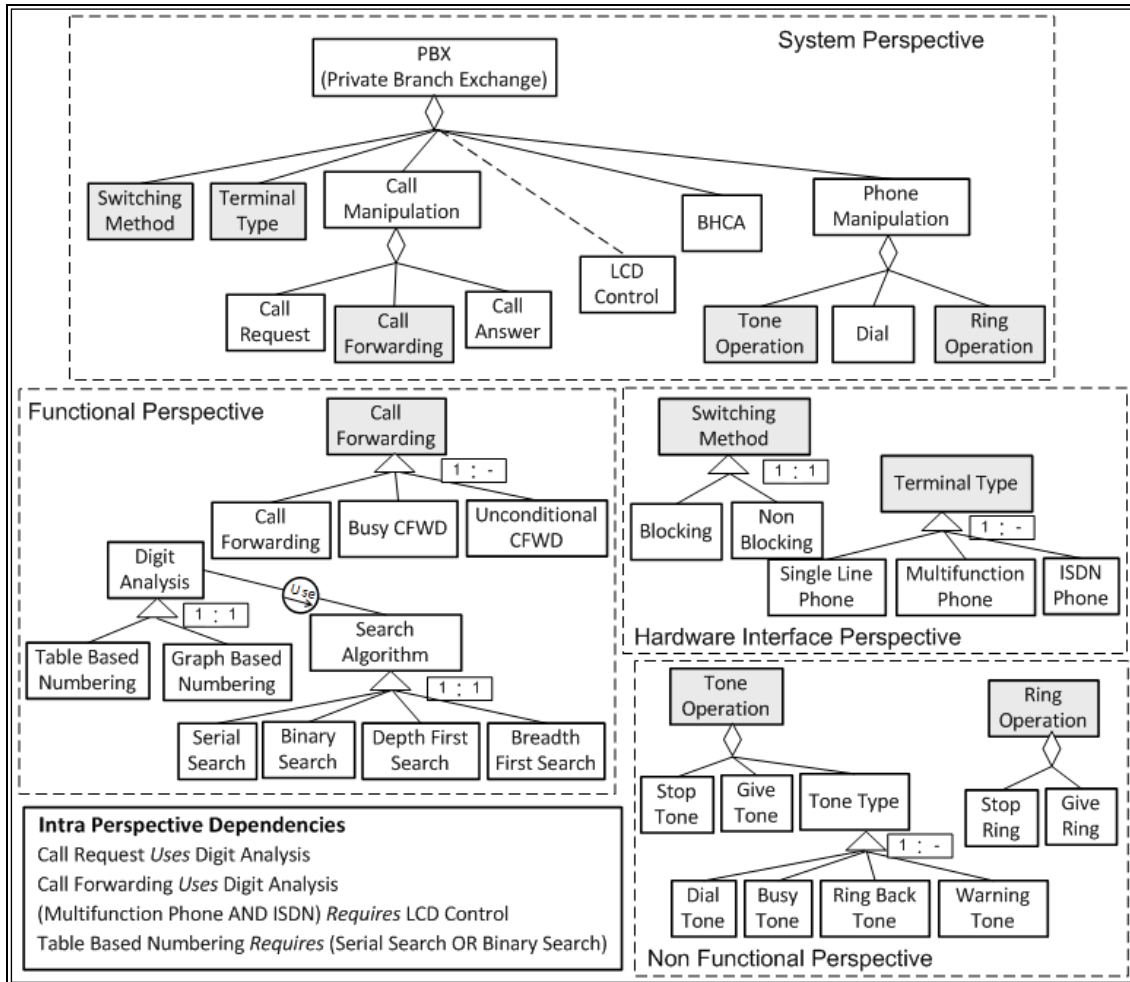 System Perspective
PBX
(Private Branch Exchange)
Switching
Method
Terminal
Type
Call
Manipulation
LCD
Control
BHCA
Phone
Manipulation
Call
Request
Call
Forwarding
Call
Answer
Tone
Operation
Dial
Ring
Operation
Functional Perspective
Call
Forwarding
1 : -
Call
Forwarding
Busy CFWD
Unconditional
CFWD
Digit
Analysis
Use
1 : 1
Table Based
Numbering
Graph Based
Numbering
Search
Algorithm
1 : 1
Serial
Search
Binary
Search
Depth First
Search
Breadth
First Search
Switching
Method
1 : 1
Blocking
Non
Blocking
Terminal Type
1 : -
Single Line
Phone
Multifunction
Phone
ISDN
Phone
Hardware Interface Perspective
Tone
Operation
Stop
Tone
Give
Tone
Tone Type
1 : -
Dial
Tone
Busy
Tone
Ring Back
Tone
Warning
Tone
Ring
Operation
Stop
Ring
Give
Ring
Non Functional Perspective
Intra Perspective Dependencies
Call Request Uses Digit Analysis
Call Forwarding Uses Digit Analysis
(Multifunction Phone AND ISDN) Requires LCD Control
Table Based Numbering Requires (Serial Search OR Binary Search)